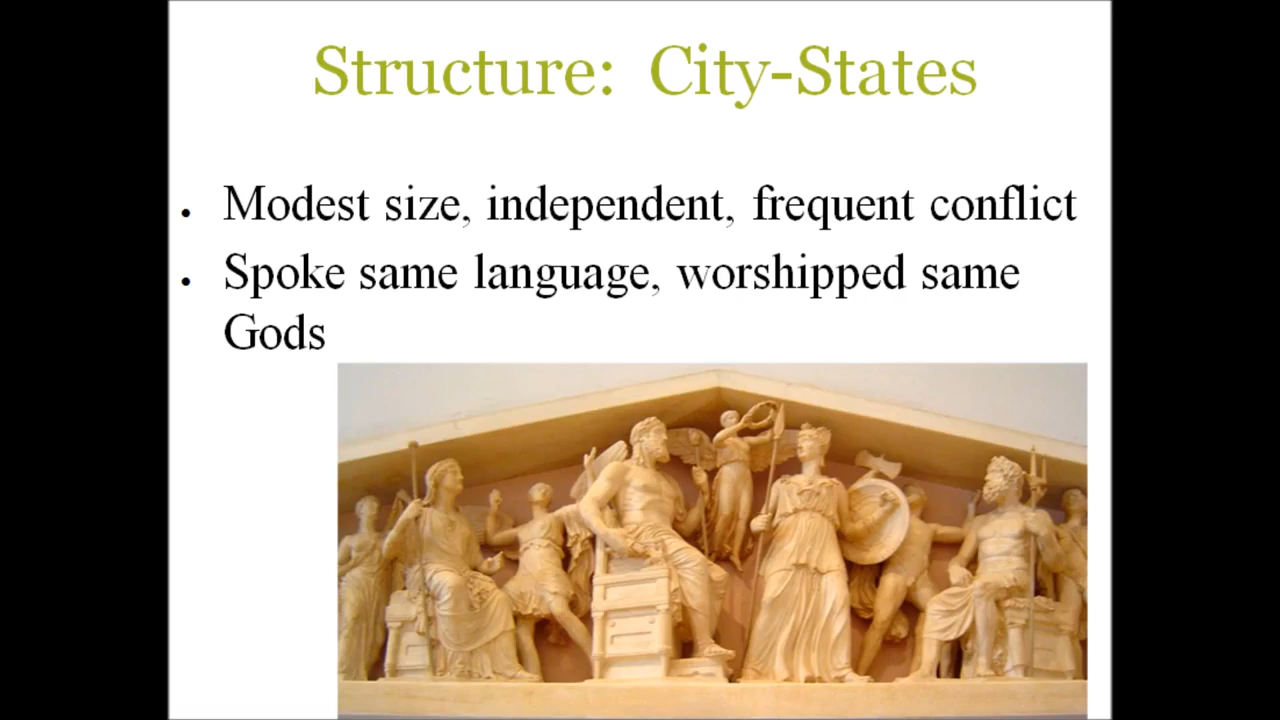 Structure:  City-States
• Modest size, independent, frequent conflict
• Spoke same language, worshipped same
Gods